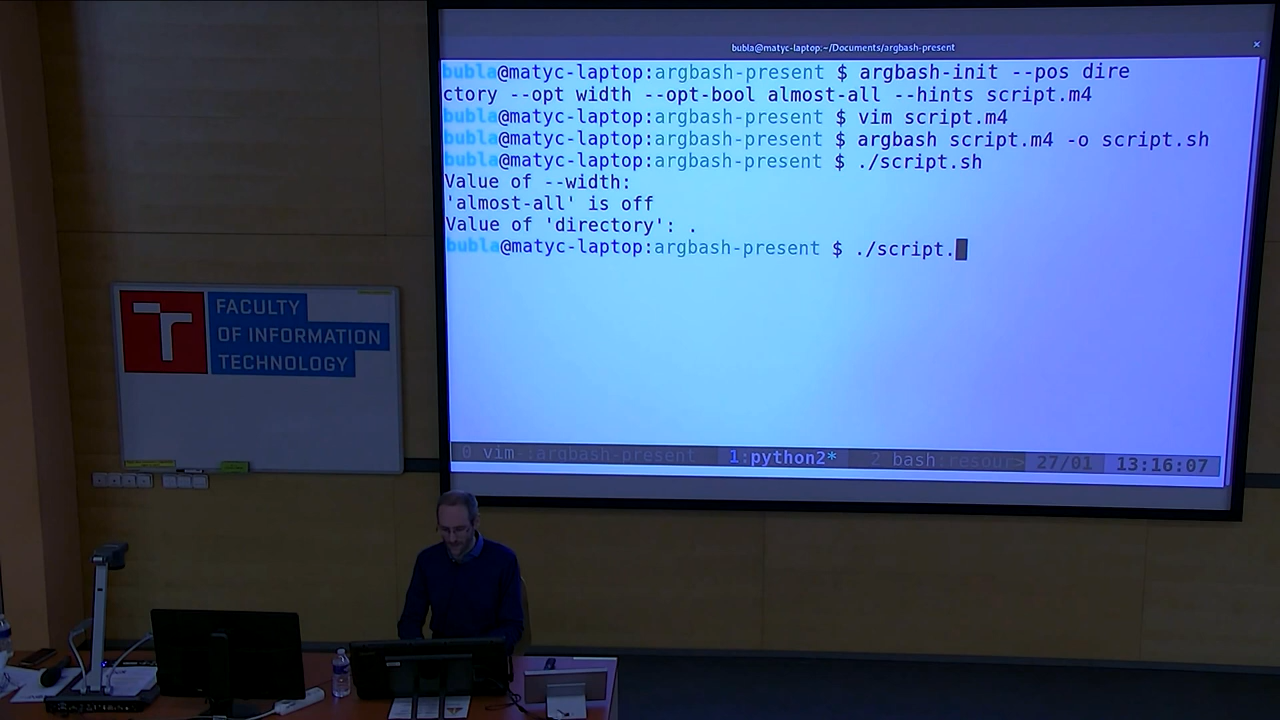 bubla@matyc-laptop:~/Documents/argbash-present ×
bubla@matyc-laptop:argbash-present $ argbash-init --pos dire
ctory --opt width --opt-bool almost-all --hints script.m4
bubla@matyc-laptop:argbash-present $ vim script.m4
bubla@matyc-laptop:argbash-present $ argbash script.m4 -o script.sh
bubla@matyc-laptop:argbash-present $ ./script.sh
Value of --width:
'almost-all' is off
Value of 'directory': .
bubla@matyc-laptop:argbash-present $ ./script.
0 vim-:argbash-present 1:python2* 2 bash:resour> 27/01 13:16:07
FACULTY
OF INFORMATION
TECHNOLOGY